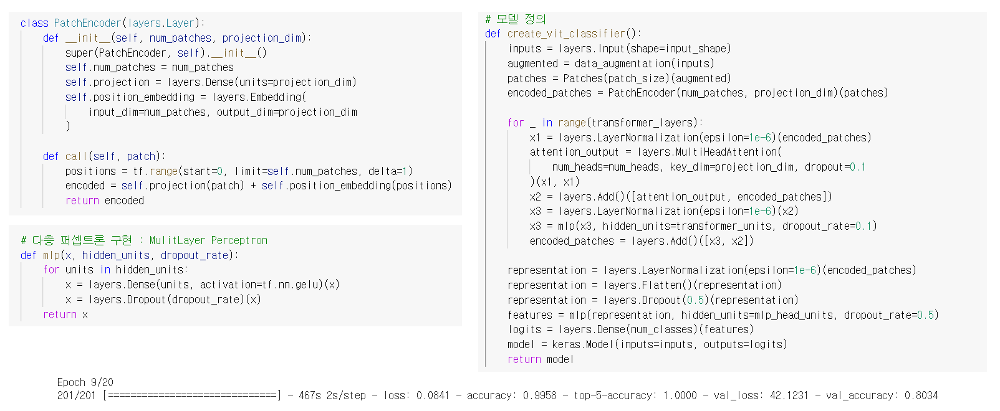 class PatchEncoder(layers.Layer):
def __init__(self, num_patches, projection_dim):
super(PatchEncoder, self).__init__()
self.num_patches = num_patches
self.projection = layers.Dense(units=projection_dim)
self.position_embedding = layers.Embedding(
input_dim=num_patches, output_dim=projection_dim
)
def call(self, patch):
positions = tf.range(start=0, limit=self.num_patches, delta=1)
encoded = self.projection(patch) + self.position_embedding(positions)
return encoded
# 다층 퍼셉트론 구현 : MulitLayer Perceptron
def mlp(x, hidden_units, dropout_rate):
for units in hidden_units:
x = layers.Dense(units, activation=tf.nn.gelu)(x)
x = layers.Dropout(dropout_rate)(x)
return x
# 모델 정의
def create_vit_classifier():
inputs = layers.Input(shape=input_shape)
augmented = data_augmentation(inputs)
patches = Patches(patch_size)(augmented)
encoded_patches = PatchEncoder(num_patches, projection_dim)(patches)
for _ in range(transformer_layers):
x1 = layers.LayerNormalization(epsilon=1e-6)(encoded_patches)
attention_output = layers.MultiHeadAttention(
num_heads=num_heads, key_dim=projection_dim, dropout=0.1
)(x1, x1)
x2 = layers.Add()([attention_output, encoded_patches])
x3 = layers.LayerNormalization(epsilon=1e-6)(x2)
x3 = mlp(x3, hidden_units=transformer_units, dropout_rate=0.1)
encoded_patches = layers.Add()([x3, x2])
representation = layers.LayerNormalization(epsilon=1e-6)(encoded_patches)
representation = layers.Flatten()(representation)
representation = layers.Dropout(0.5)(representation)
features = mlp(representation, hidden_units=mlp_head_units, dropout_rate=0.5)
logits = layers.Dense(num_classes)(features)
model = keras.Model(inputs=inputs, outputs=logits)
return model
Epoch 9/20
201/201 [==============================] - 467s 2s/step - loss: 0.0841 - accuracy: 0.9958 - top-5-accuracy: 1.0000 - val_loss: 42.1231 - val_accuracy: 0.8034